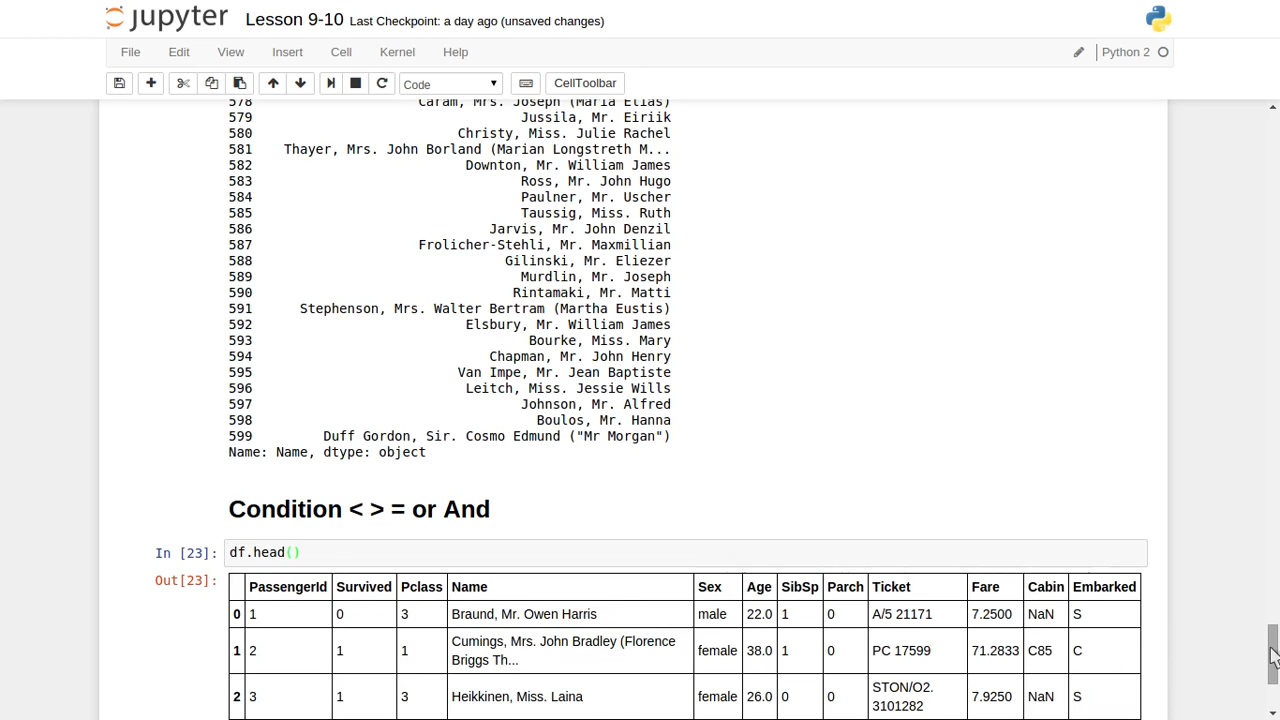 jupyter Lesson 9-10 Last Checkpoint: a day ago (unsaved changes)
File Edit View Insert Cell Kernel Help Python 2
Code CellToolbar
578 Caram, Mrs. Joseph (Maria Elias)
579 Jussila, Mr. Eiriik
580 Christy, Miss. Julie Rachel
581 Thayer, Mrs. John Borland (Marian Longstreth M...
582 Downton, Mr. William James
583 Ross, Mr. John Hugo
584 Paulner, Mr. Uscher
585 Taussig, Miss. Ruth
586 Jarvis, Mr. John Denzil
587 Frolicher-Stehli, Mr. Maxmillian
588 Gilinski, Mr. Eliezer
589 Murdlin, Mr. Joseph
590 Rintamaki, Mr. Matti
591 Stephenson, Mrs. Walter Bertram (Martha Eustis)
592 Elsbury, Mr. William James
593 Bourke, Miss. Mary
594 Chapman, Mr. John Henry
595 Van Impe, Mr. Jean Baptiste
596 Leitch, Miss. Jessie Wills
597 Johnson, Mr. Alfred
598 Boulos, Mr. Hanna
599 Duff Gordon, Sir. Cosmo Edmund ("Mr Morgan")
Name: Name, dtype: object
Condition < > = or And
In [23]: df.head()
Out[23]: PassengerId Survived Pclass Name Sex Age SibSp Parch Ticket Fare Cabin Embarked
0 1 0 3 Braund, Mr. Owen Harris male 22.0 1 0 A/5 21171 7.2500 NaN S
1 2 1 1 Cumings, Mrs. John Bradley (Florence Briggs Th... female 38.0 1 0 PC 17599 71.2833 C85 C
2 3 1 3 Heikkinen, Miss. Laina female 26.0 0 0 STON/O2. 3101282 7.9250 NaN S